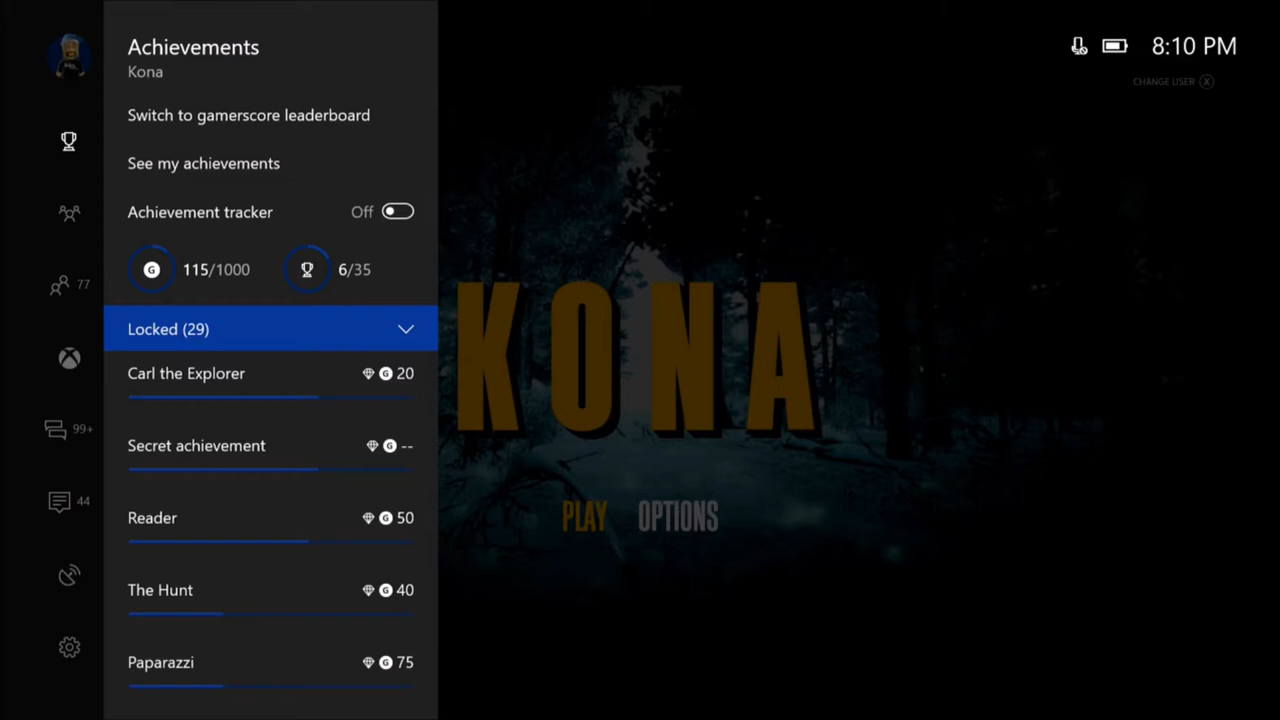 Achievements
Kona
Switch to gamerscore leaderboard
See my achievements
Achievement tracker Off
G 115/1000 6/35
Locked (29)
Carl the Explorer G 20
Secret achievement G --
Reader G 50
The Hunt G 40
Paparazzi G 75
77
99+
44
8:10 PM
CHANGE USER X
KONA
PLAY OPTIONS